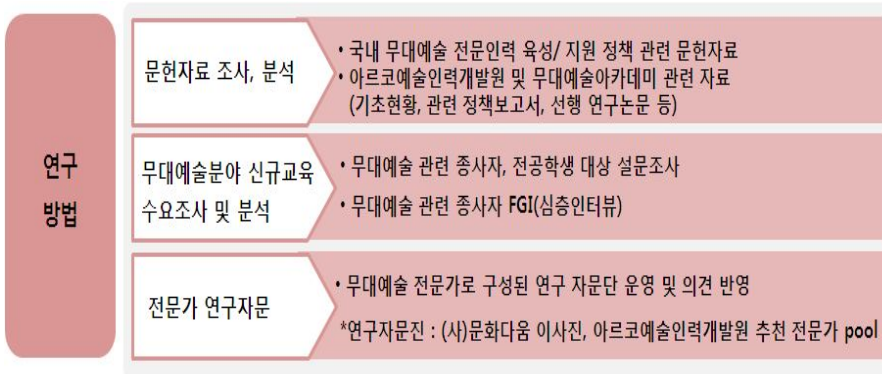 연구
방법
문헌자료 조사, 분석
• 국내 무대예술 전문인력 육성/ 지원 정책 관련 문헌자료
• 아르코예술인력개발원 및 무대예술아카데미 관련 자료
(기초현황, 관련 정책보고서, 선행 연구논문 등)
무대예술분야 신규교육
수요조사 및 분석
• 무대예술 관련 종사자, 전공학생 대상 설문조사
• 무대예술 관련 종사자 FGI(심층인터뷰)
전문가 연구자문
• 무대예술 전문가로 구성된 연구 자문단 운영 및 의견 반영
*연구자문진 : (사)문화다움 이사진, 아르코예술인력개발원 추천 전문가 pool